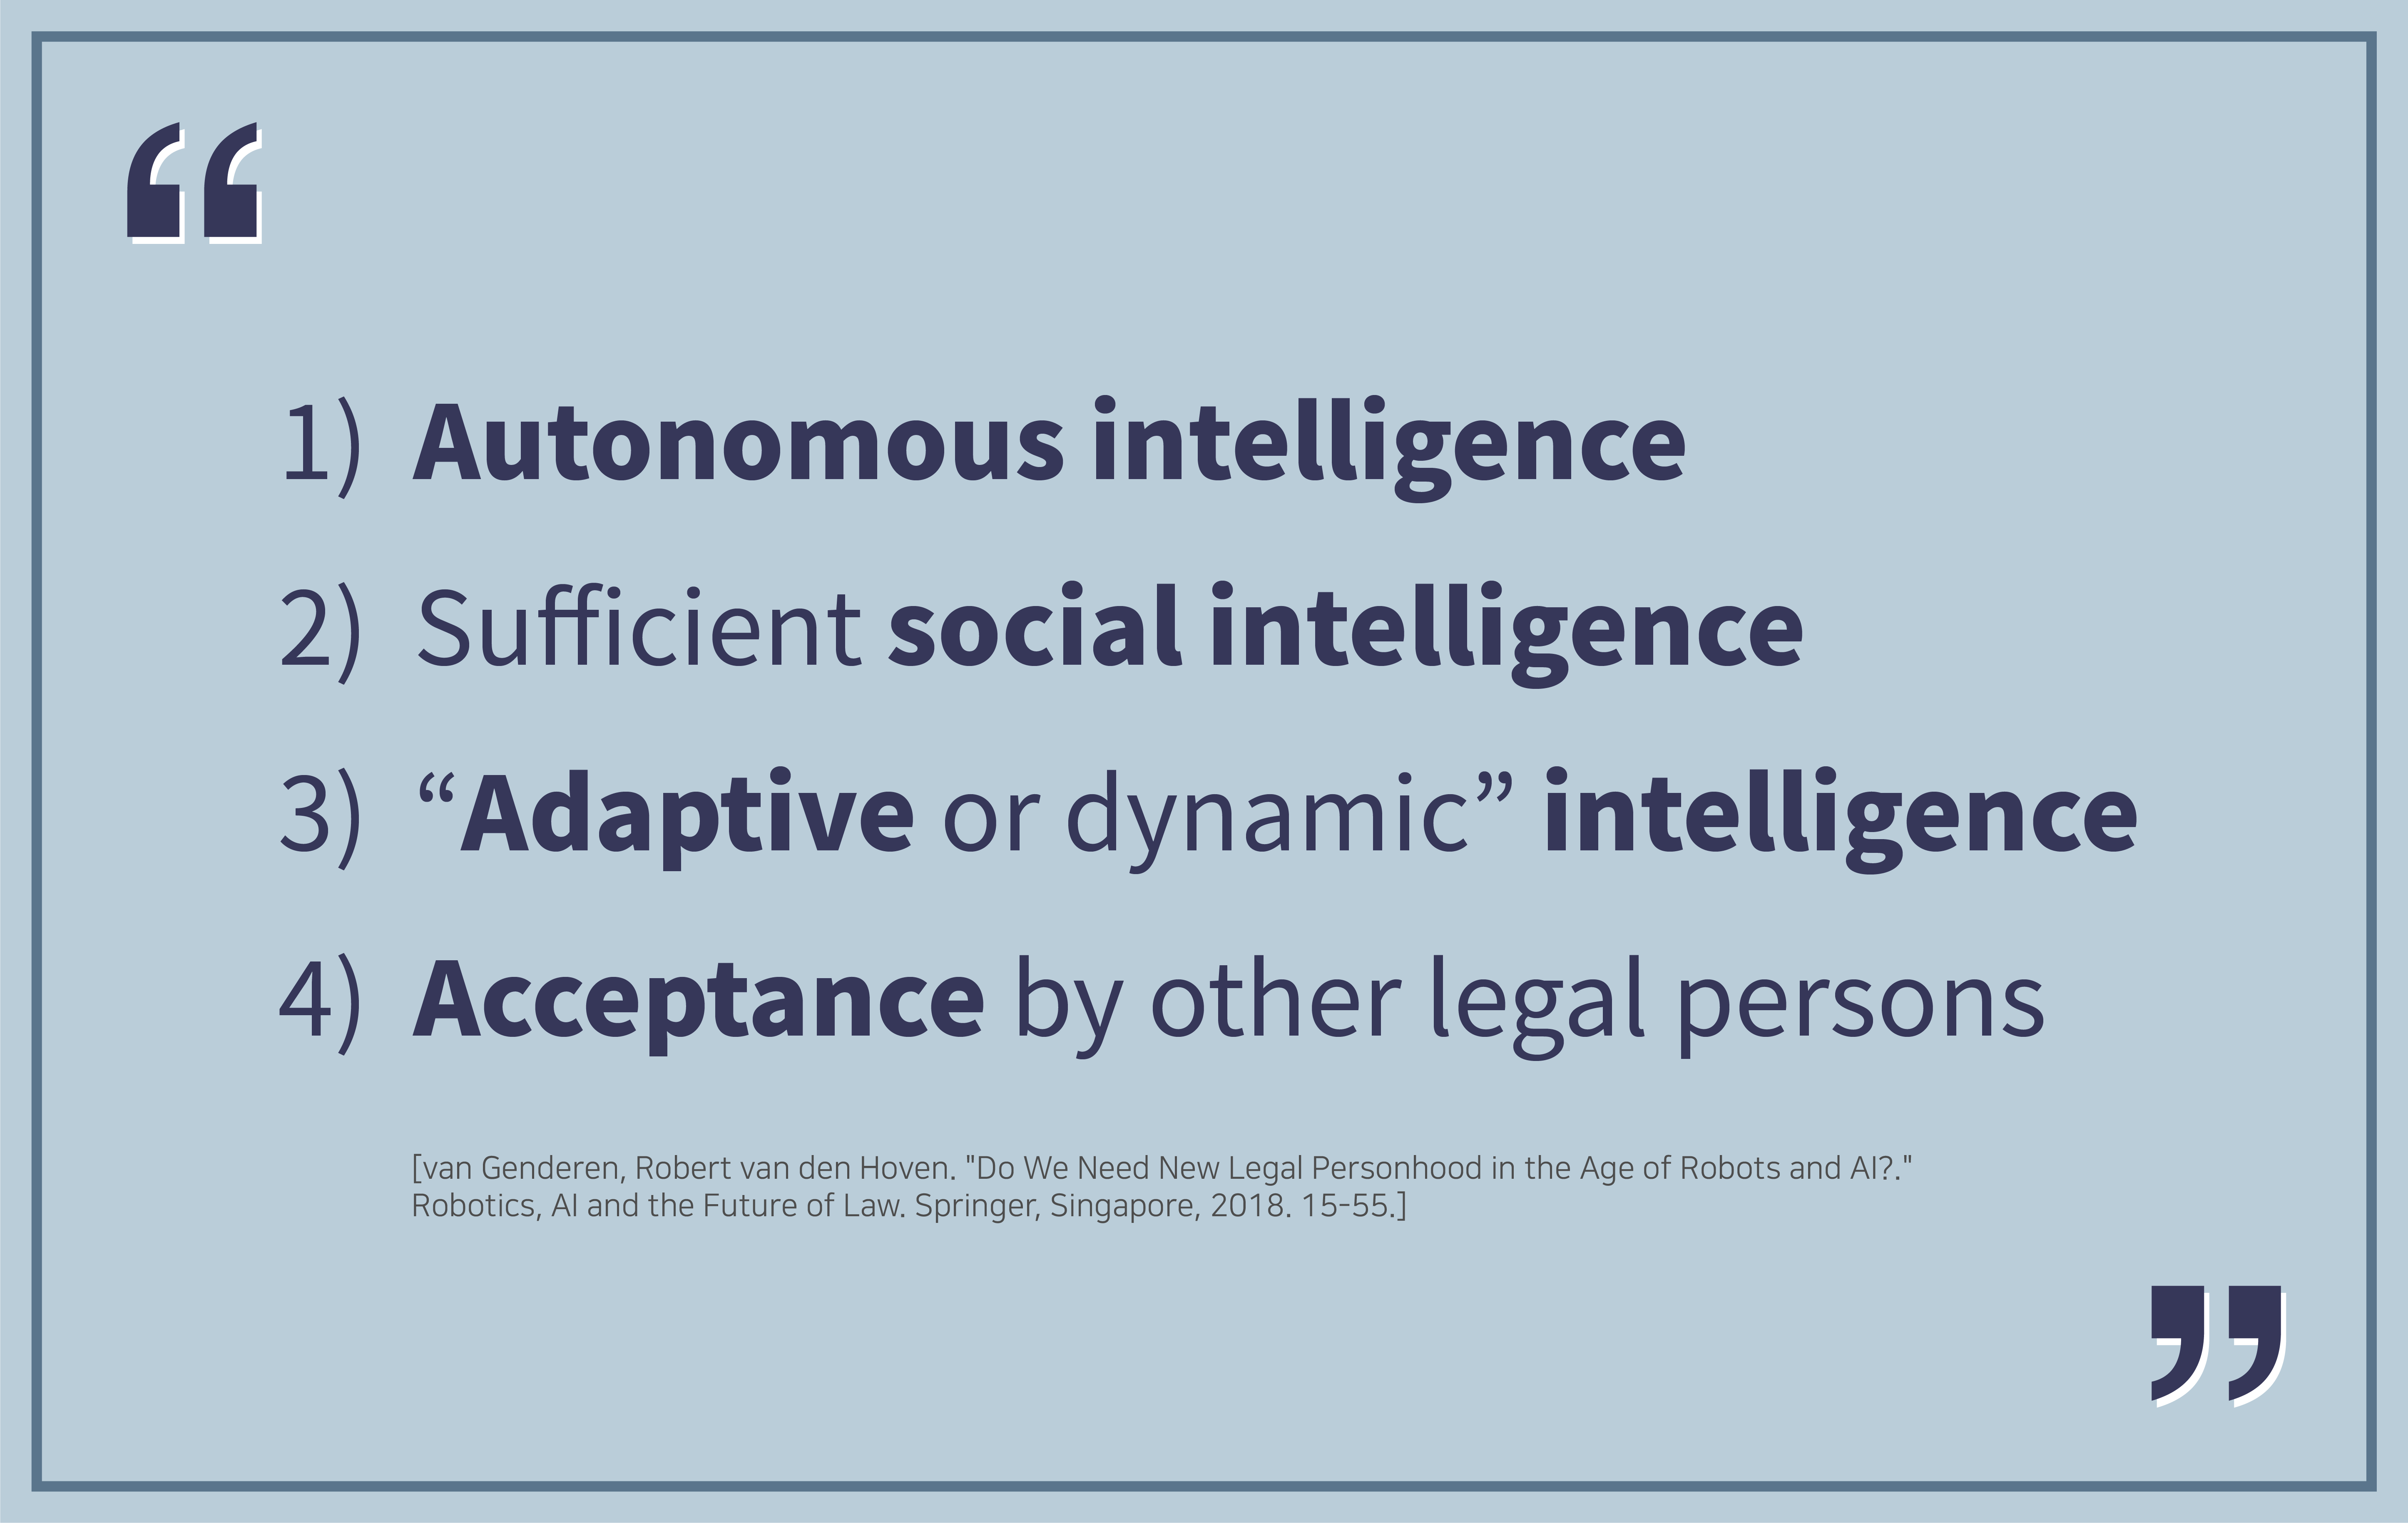 “
1) Autonomous intelligence
2) Sufficient social intelligence
3) “Adaptive or dynamic” intelligence
4) Acceptance by other legal persons
[van Genderen, Robert van den Hoven. "Do We Need New Legal Personhood in the Age of Robots and AI?."
Robotics, AI and the Future of Law. Springer, Singapore, 2018. 15-55.]
”